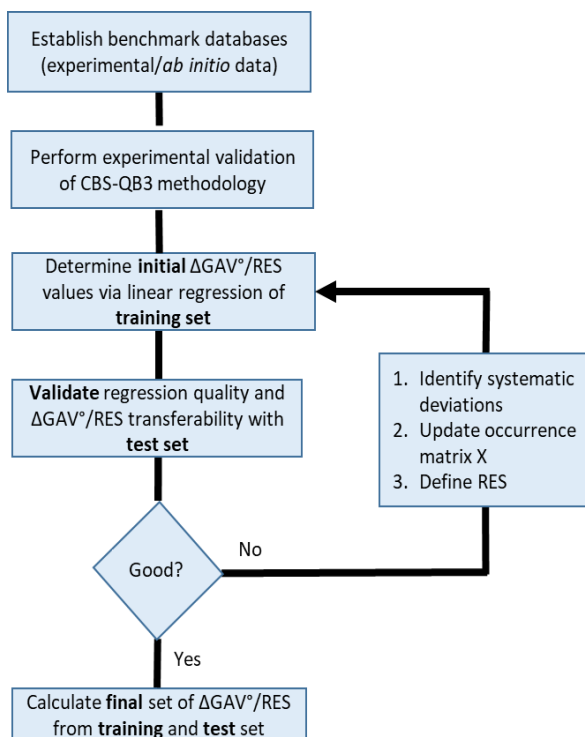 Establish benchmark databases
(experimental/ab initio data)
Perform experimental validation
of CBS-QB3 methodology
Determine initial ΔGAV°/RES
values via linear regression of
training set
Validate regression quality and
ΔGAV°/RES transferability with
test set
1. Identify systematic
deviations
2. Update occurrence
matrix X
3. Define RES
Good?
No
Yes
Calculate final set of ΔGAV°/RES
from training and test set